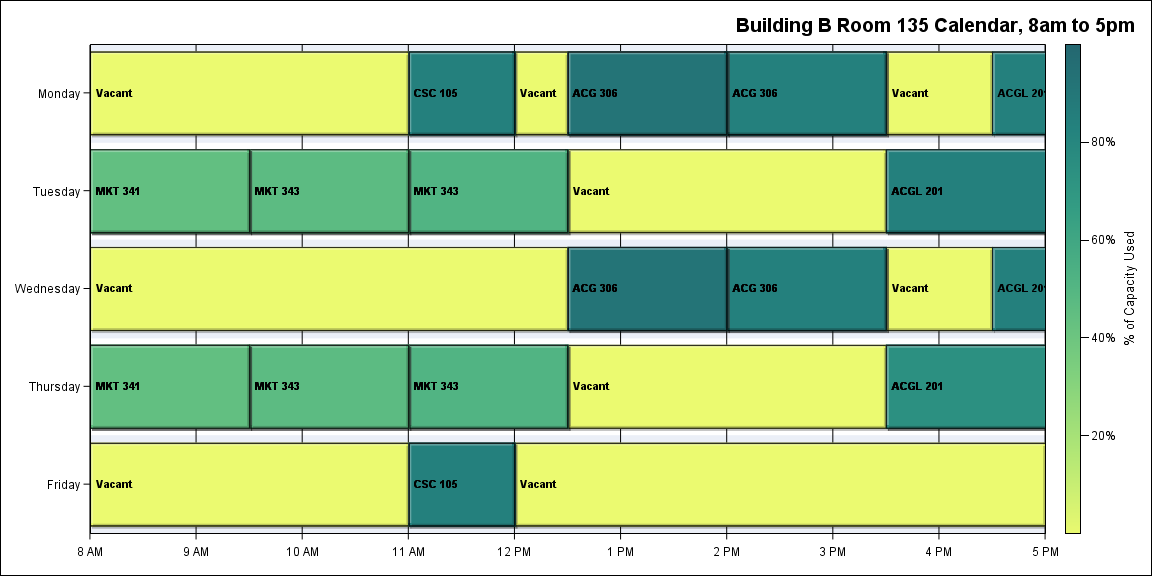 Building B Room 135 Calendar, 8am to 5pm
Monday
Vacant
CSC 105
Vacant
ACG 306
ACG 306
Vacant
ACGL 20
Tuesday
MKT 341
MKT 343
MKT 343
Vacant
ACGL 201
Wednesday
Vacant
ACG 306
ACG 306
Vacant
ACGL 20
Thursday
MKT 341
MKT 343
MKT 343
Vacant
ACGL 201
Friday
Vacant
CSC 105
Vacant
8 AM
9 AM
10 AM
11 AM
12 PM
1 PM
2 PM
3 PM
4 PM
5 PM
80%
60%
40%
20%
% of Capacity Used